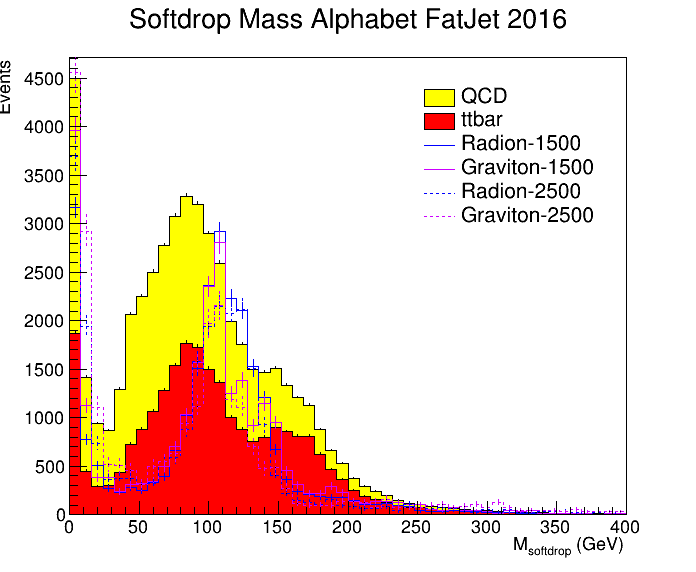 Softdrop Mass Alphabet FatJet 2016
Events
4500
4000
3500
3000
2500
2000
1500
1000
500
0
QCD
ttbar
Radion-1500
Graviton-1500
Radion-2500
Graviton-2500
0 50 100 150 200 250 300 350 400
Msoftdrop (GeV)